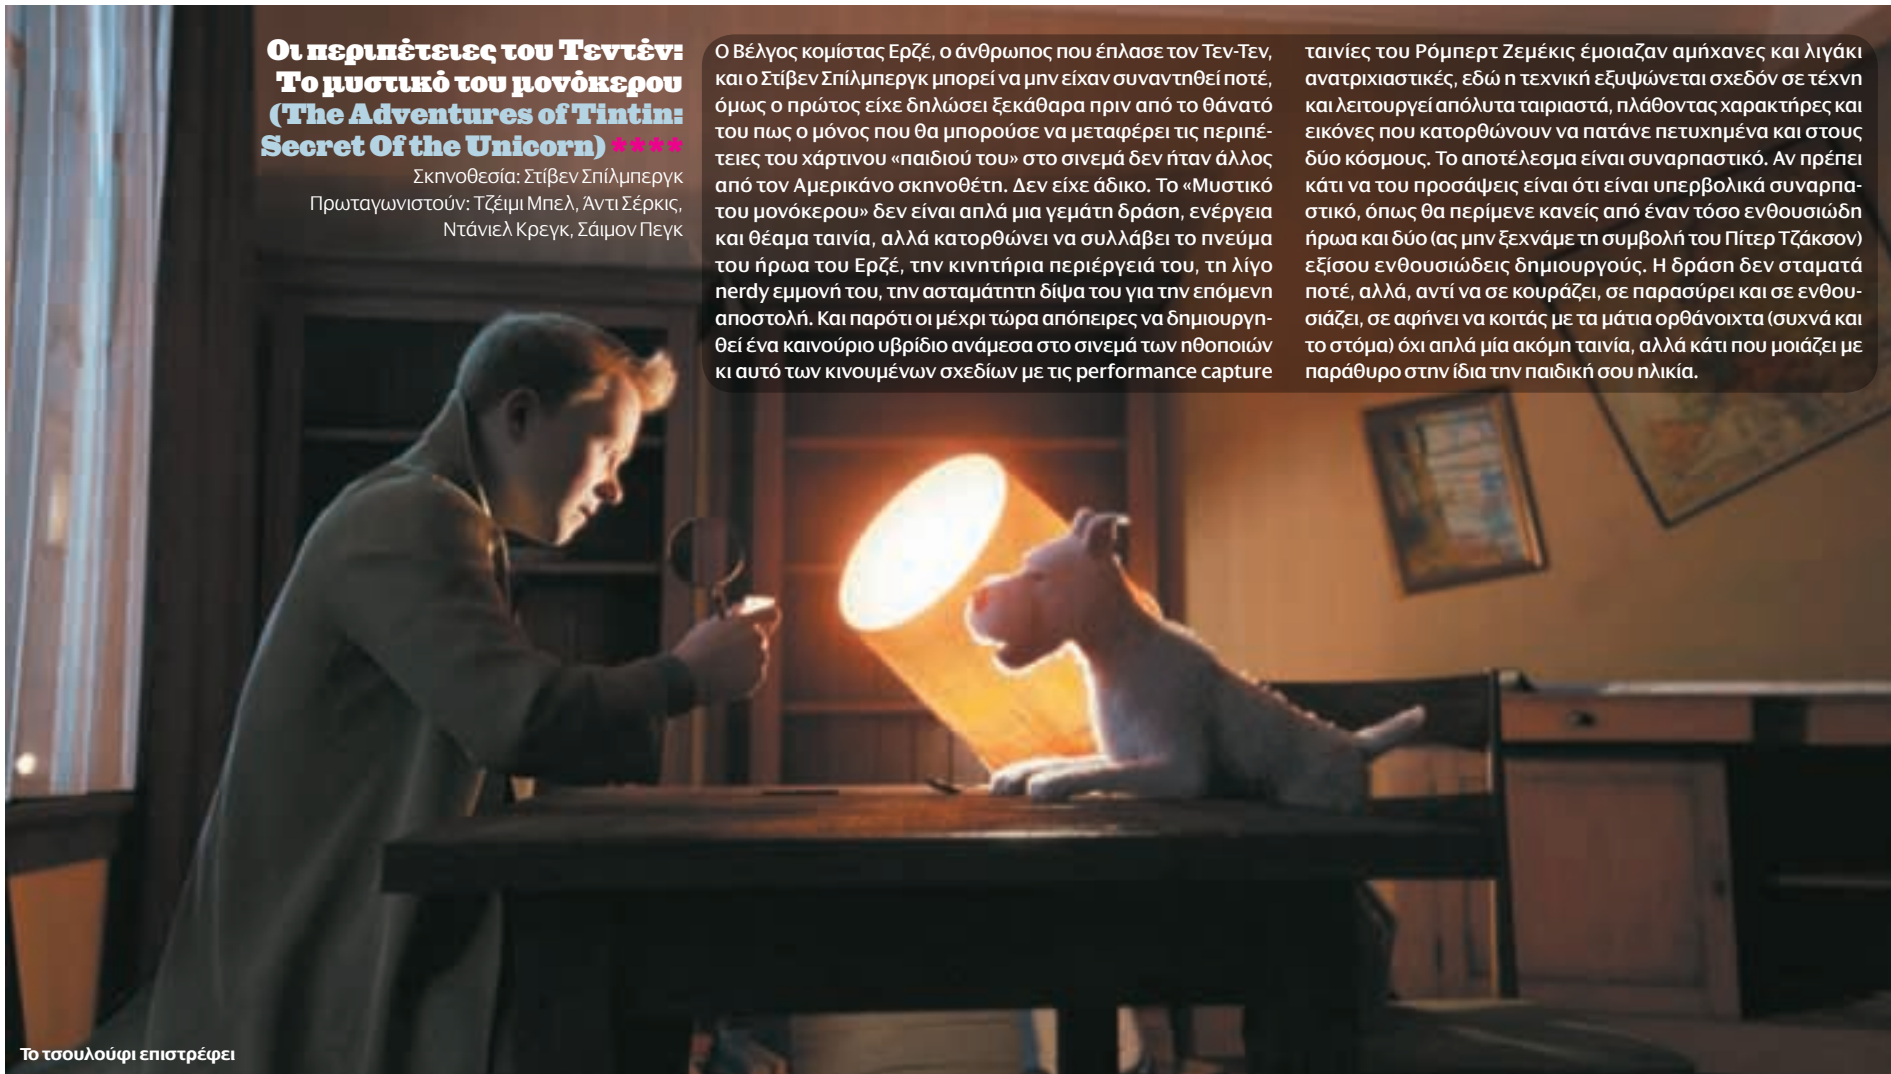 Οι περιπέτειες του Τεντέν:
Το μυστικό του μονόκερου
(The Adventures of Tintin:
Secret Of the Unicorn) ****
Σκηνοθεσία: Στίβεν Σπίλμπεργκ
Πρωταγωνιστούν: Τζέιμι Μπελ, Άντι Σέρκις,
Ντάνιελ Κρεγκ, Σάιμον Πεγκ
Ο Βέλγος κομίστας Ερζέ, ο άνθρωπος που έπλασε τον Τεν-Τεν,
και ο Στίβεν Σπίλμπεργκ μπορεί να μην είχαν συναντηθεί ποτέ,
όμως ο πρώτος είχε δηλώσει ξεκάθαρα πριν από το θάνατό
του πως ο μόνος που θα μπορούσε να μεταφέρει τις περιπέ-
τειες του χάρτινου «παιδιού του» στο σινεμά δεν ήταν άλλος
από τον Αμερικάνο σκηνοθέτη. Δεν είχε άδικο. Το «Μυστικό
του μονόκερου» δεν είναι απλά μια γεμάτη δράση, ενέργεια
και θέαμα ταινία, αλλά κατορθώνει να συλλάβει το πνεύμα
του ήρωα του Ερζέ, την κινητήρια περιέργειά του, τη λίγο
nerdy εμμονή του, την ασταμάτητη δίψα του για την επόμενη
αποστολή. Και παρότι οι μέχρι τώρα απόπειρες να δημιουργη-
θεί ένα καινούριο υβρίδιο ανάμεσα στο σινεμά των ηθοποιών
κι αυτό των κινουμένων σχεδίων με τις performance capture
ταινίες του Ρόμπερτ Ζεμέκις έμοιαζαν αμήχανες και λιγάκι
ανατριχιαστικές, εδώ η τεχνική εξυψώνεται σχεδόν σε τέχνη
και λειτουργεί απόλυτα ταιριαστά, πλάθοντας χαρακτήρες και
εικόνες που κατορθώνουν να πατάνε πετυχημένα και στους
δύο κόσμους. Το αποτέλεσμα είναι συναρπαστικό. Αν πρέπει
κάτι να του προσάψεις είναι ότι είναι υπερβολικά συναρπα-
στικό, όπως θα περίμενε κανείς από έναν τόσο ενθουσιώδη
ήρωα και δύο (ας μην ξεχνάμε τη συμβολή του Πίτερ Τζάκσον)
εξίσου ενθουσιώδεις δημιουργούς. Η δράση δεν σταματά
ποτέ, αλλά, αντί να σε κουράζει, σε παρασύρει και σε ενθου-
σιάζει, σε αφήνει να κοιτάς με τα μάτια ορθάνοιχτα (συχνά και
το στόμα) όχι απλά μία ακόμη ταινία, αλλά κάτι που μοιάζει με
παράθυρο στην ίδια την παιδική σου ηλικία.
Το τσουλούφι επιστρέφει